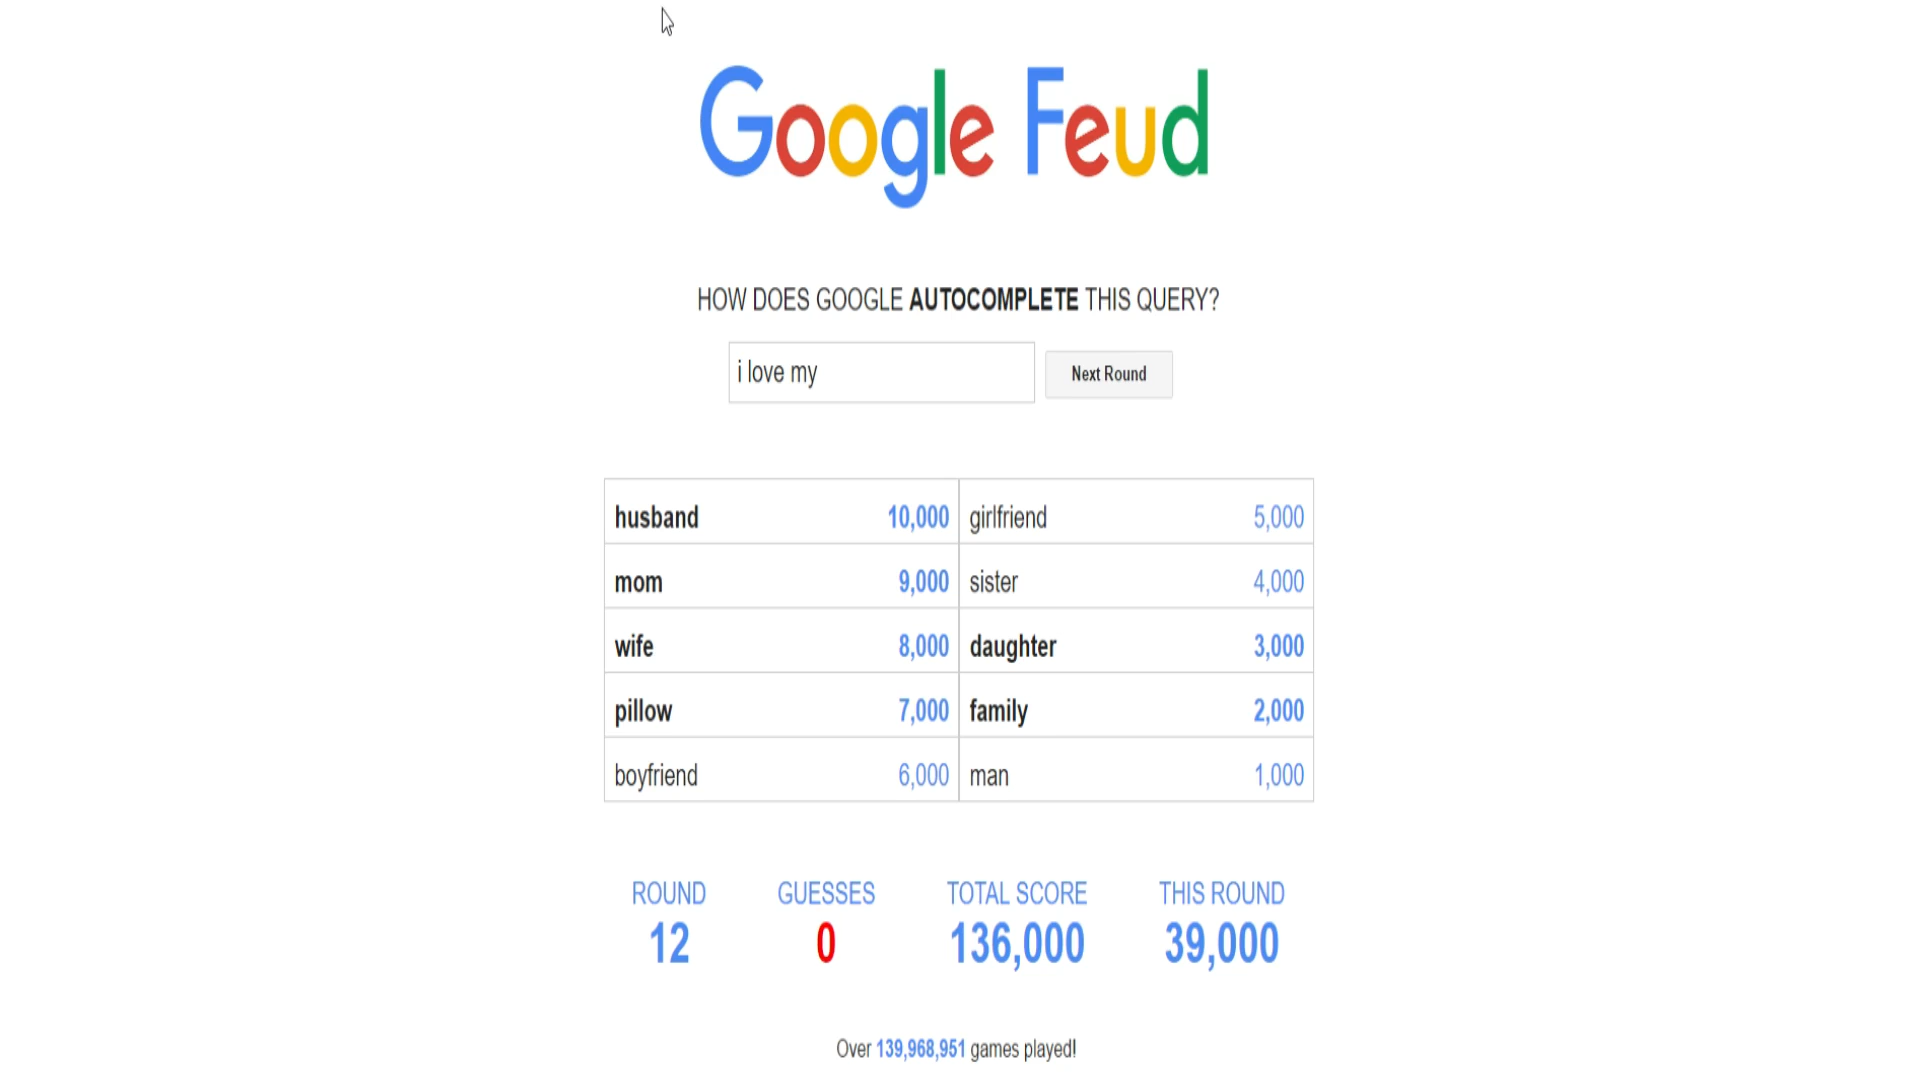 Google Feud
HOW DOES GOOGLE AUTOCOMPLETE THIS QUERY?
i love my
Next Round
husband 10,000 girlfriend 5,000
mom 9,000 sister 4,000
wife 8,000 daughter 3,000
pillow 7,000 family 2,000
boyfriend 6,000 man 1,000
ROUND GUESSES TOTAL SCORE THIS ROUND
12 0 136,000 39,000
Over 139,968,951 games played!